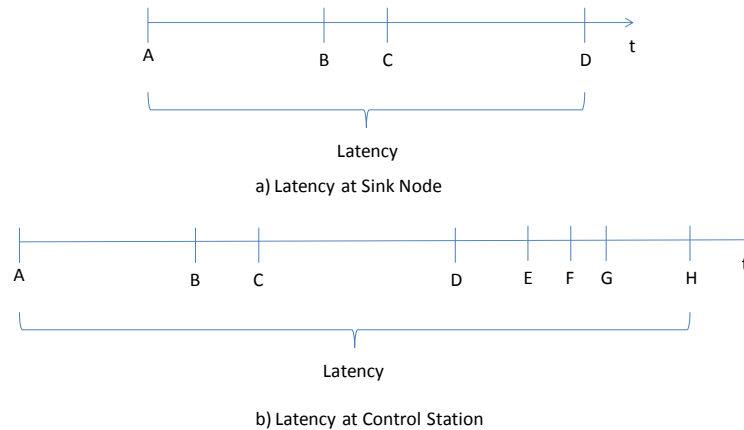 A B C D t
Latency
a) Latency at Sink Node
A B C D E F G H t
Latency
b) Latency at Control Station